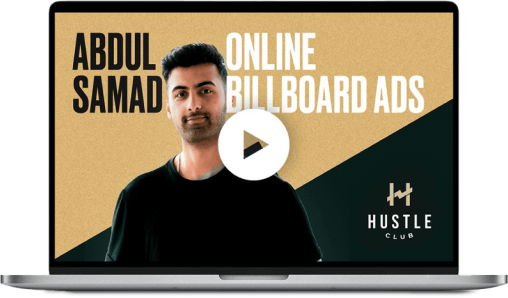 ABDUL
SAMAD
ONLINE
BILLBOARD ADS
HUSTLE
CLUB